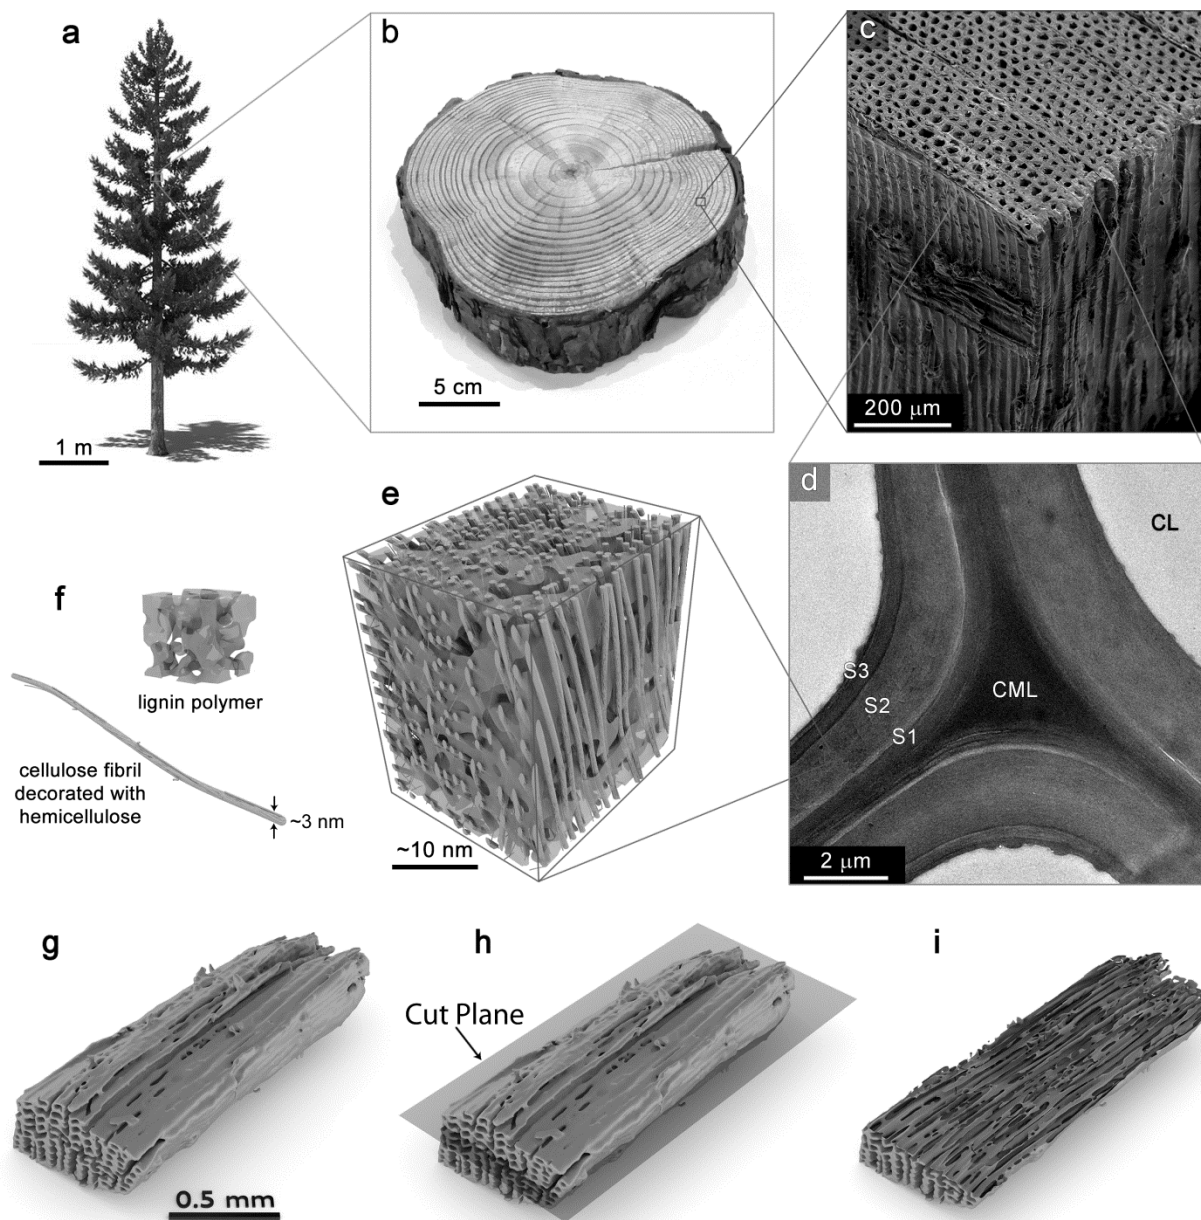 a
b
c
5 cm
1 m
200 μm
d
CL
S3
S2
S1
CML
2 μm
e
~10 nm
f
lignin polymer
cellulose fibril
decorated with
hemicellulose
~3 nm
g
0.5 mm
h
Cut Plane
i